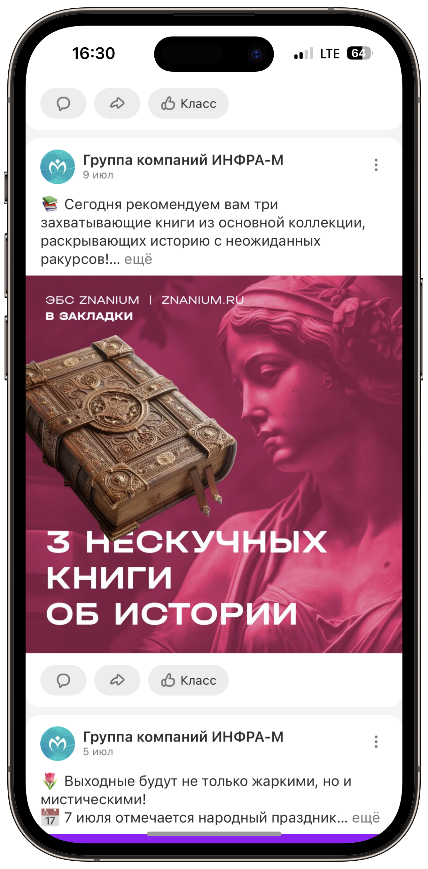 16:30 LTE 64
Класс
Группа компаний ИНФРА-М
9 июл
Сегодня рекомендуем вам три
захватывающие книги из основной коллекции,
раскрывающих историю с неожиданных
ракурсов!... ещё
ЭБС ZNANIUM | ZNANIUM.RU
В ЗАКЛАДКИ
3 НЕСКУЧНЫХ
КНИГИ
ОБ ИСТОРИИ
Класс
Группа компаний ИНФРА-М
5 июл
Выходные будут не только жаркими, но и
мистическими!
7 июля отмечается народный праздник... ещё